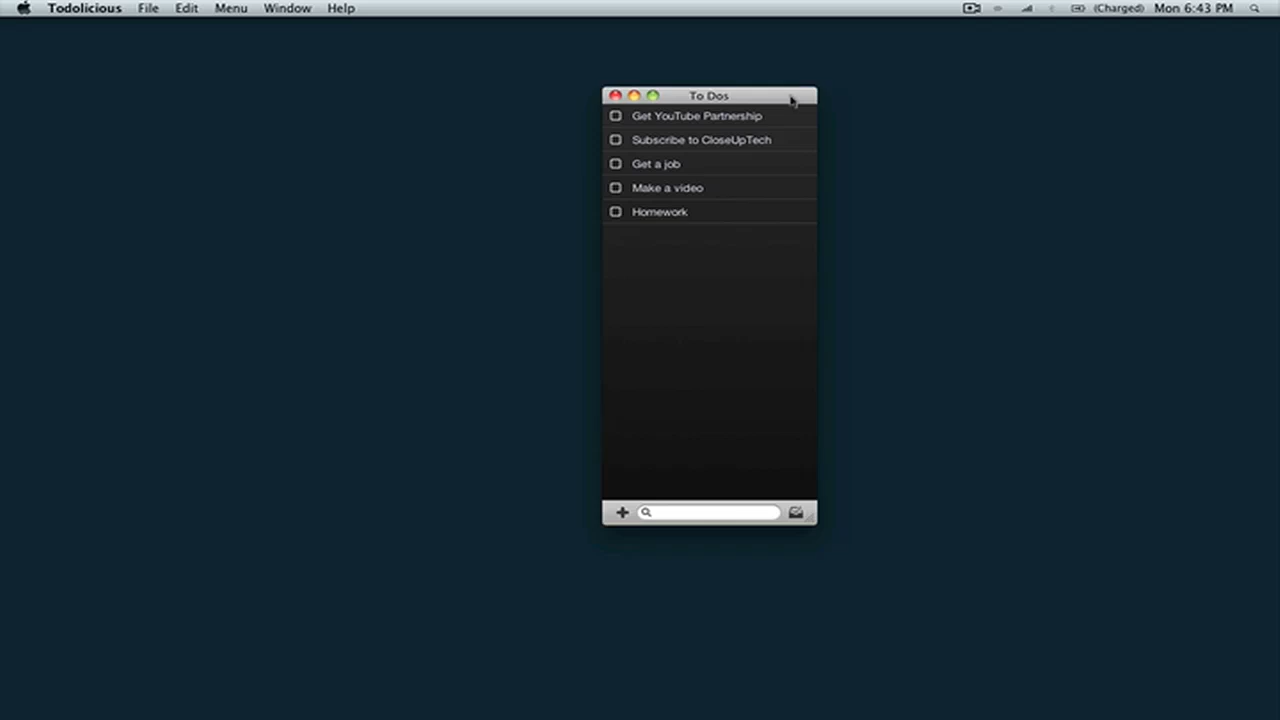 Todolicious File Edit Menu Window Help (Charged) Mon 6:43 PM
To Dos
Get YouTube Partnership
Subscribe to CloseUpTech
Get a job
Make a video
Homework